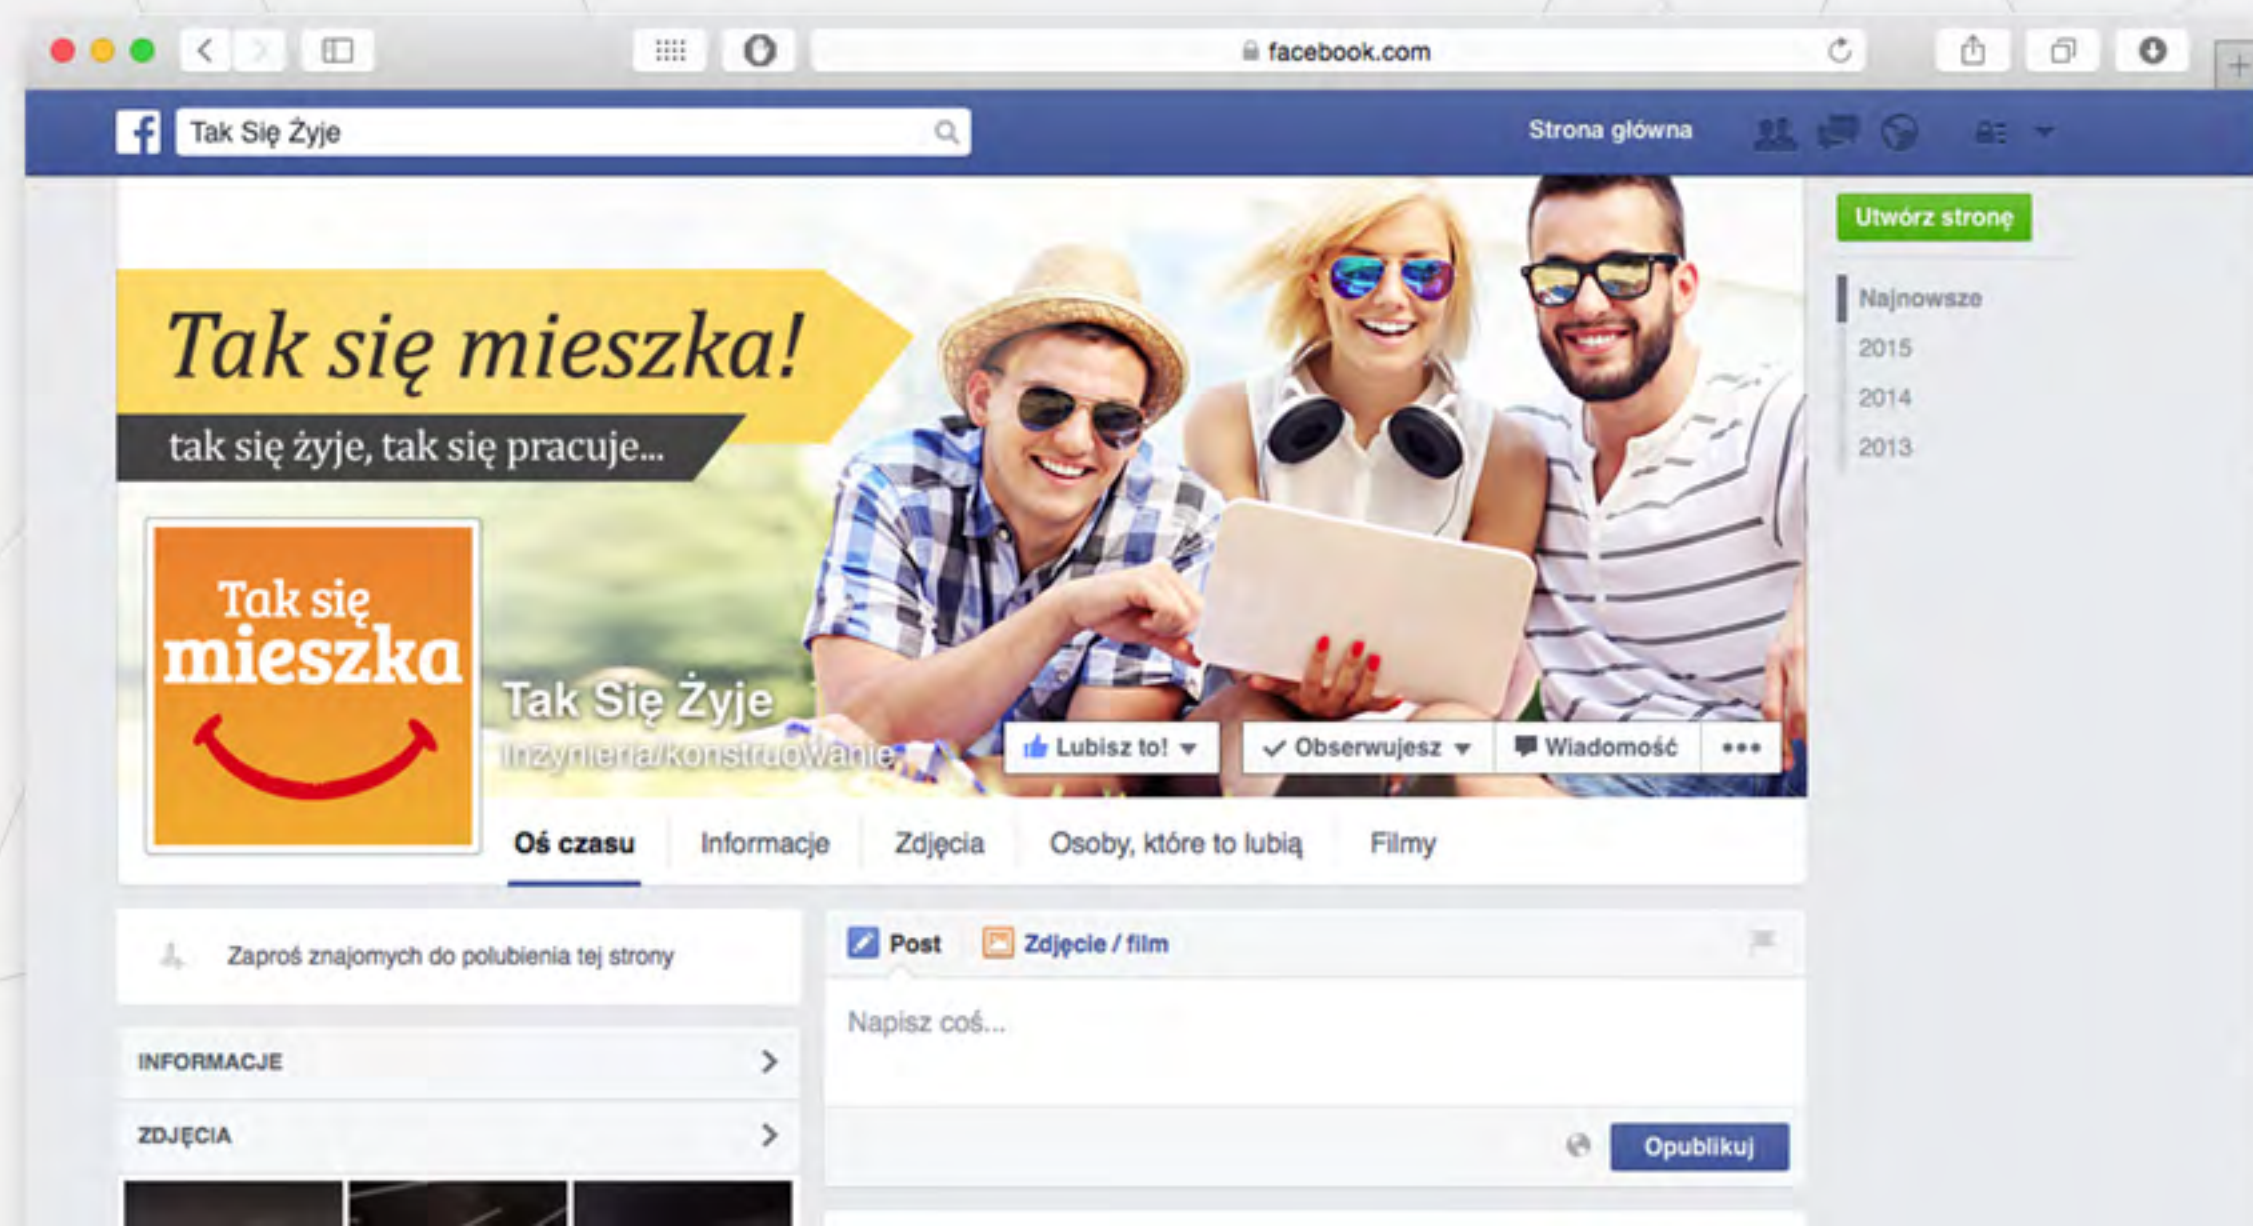 facebook.com
Tak Się Żyje
Strona główna
Utwórz stronę
Najnowsze
2015
2014
2013
Tak się mieszka!
tak się żyje, tak się pracuje...
Tak się
mieszka
Tak Się Żyje
Inżynieria/konstruowanie
Lubisz to!
Obserwujesz
Wiadomość
Oś czasu
Informacje
Zdjęcia
Osoby, które to lubią
Filmy
Zaproś znajomych do polubienia tej strony
INFORMACJE
ZDJĘCIA
Post
Zdjęcie / film
Napisz coś...
Opublikuj